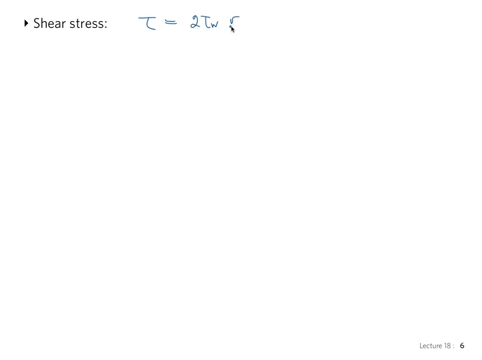 ▸ Shear stress: τ = 2τw r
Lecture 18 : 6